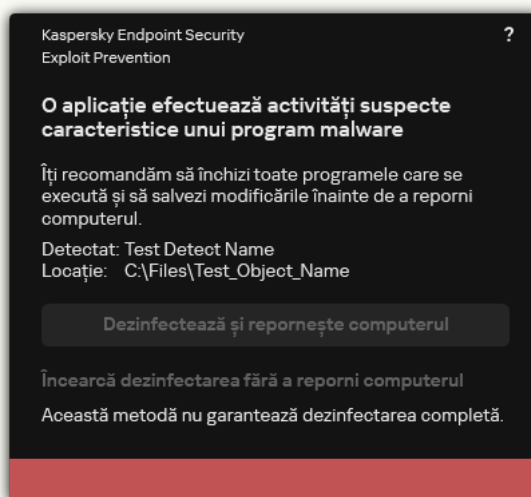 Kaspersky Endpoint Security
?
Exploit Prevention
O aplicație efectuează activități suspecte
caracteristice unui program malware
Îți recomandăm să închizi toate programele care se
execută și să salvezi modificările înainte de a reporni
computerul.
Detectat: Test Detect Name
Locație: C:\Files\Test_Object_Name
Dezinfectează și repornește computerul
Încearcă dezinfectarea fără a reporni computerul
Această metodă nu garantează dezinfectarea completă.